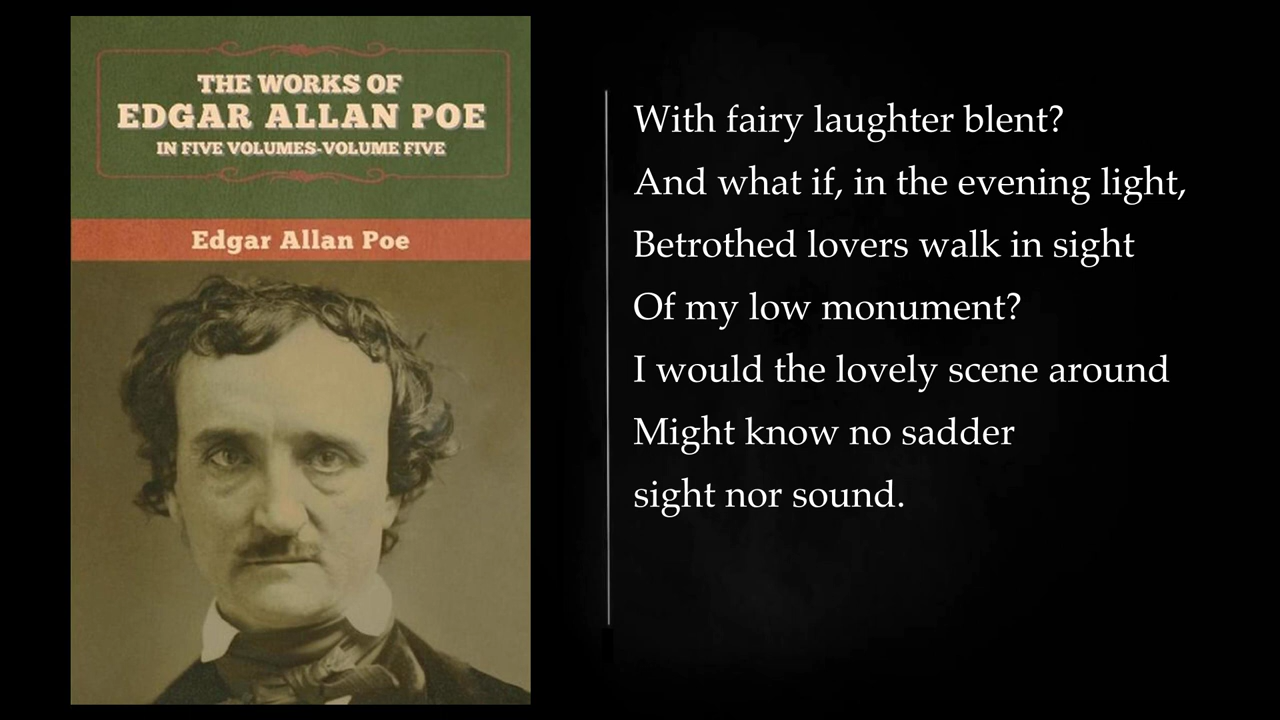 THE WORKS OF
EDGAR ALLAN POE
IN FIVE VOLUMES-VOLUME FIVE
Edgar Allan Poe
With fairy laughter blent?
And what if, in the evening light,
Betrothed lovers walk in sight
Of my low monument?
I would the lovely scene around
Might know no sadder
sight nor sound.